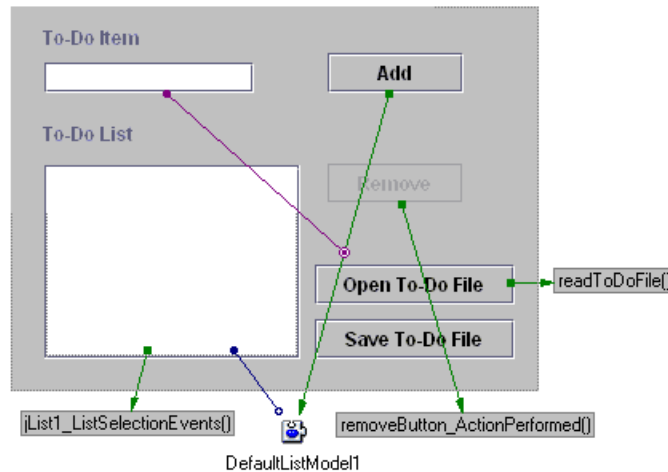 To-Do Item
Add
To-Do List
Remove
Open To-Do File
readToDoFile()
Save To-Do File
jList1_ListSelectionEvents()
removeButton_ActionPerformed()
DefaultListModel1